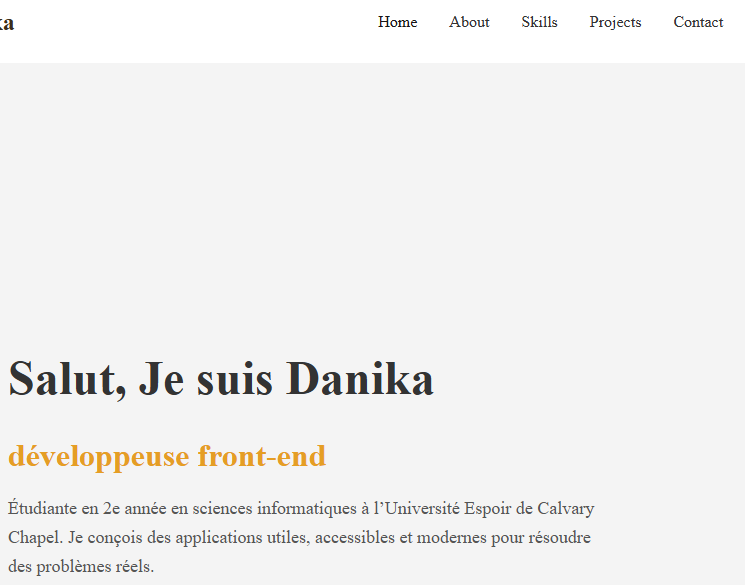 Home About Skills Projects Contact
Salut, Je suis Danika
développeuse front-end
Étudiante en 2e année en sciences informatiques à l’Université Espoir de Calvary
Chapel. Je conçois des applications utiles, accessibles et modernes pour résoudre
des problèmes réels.